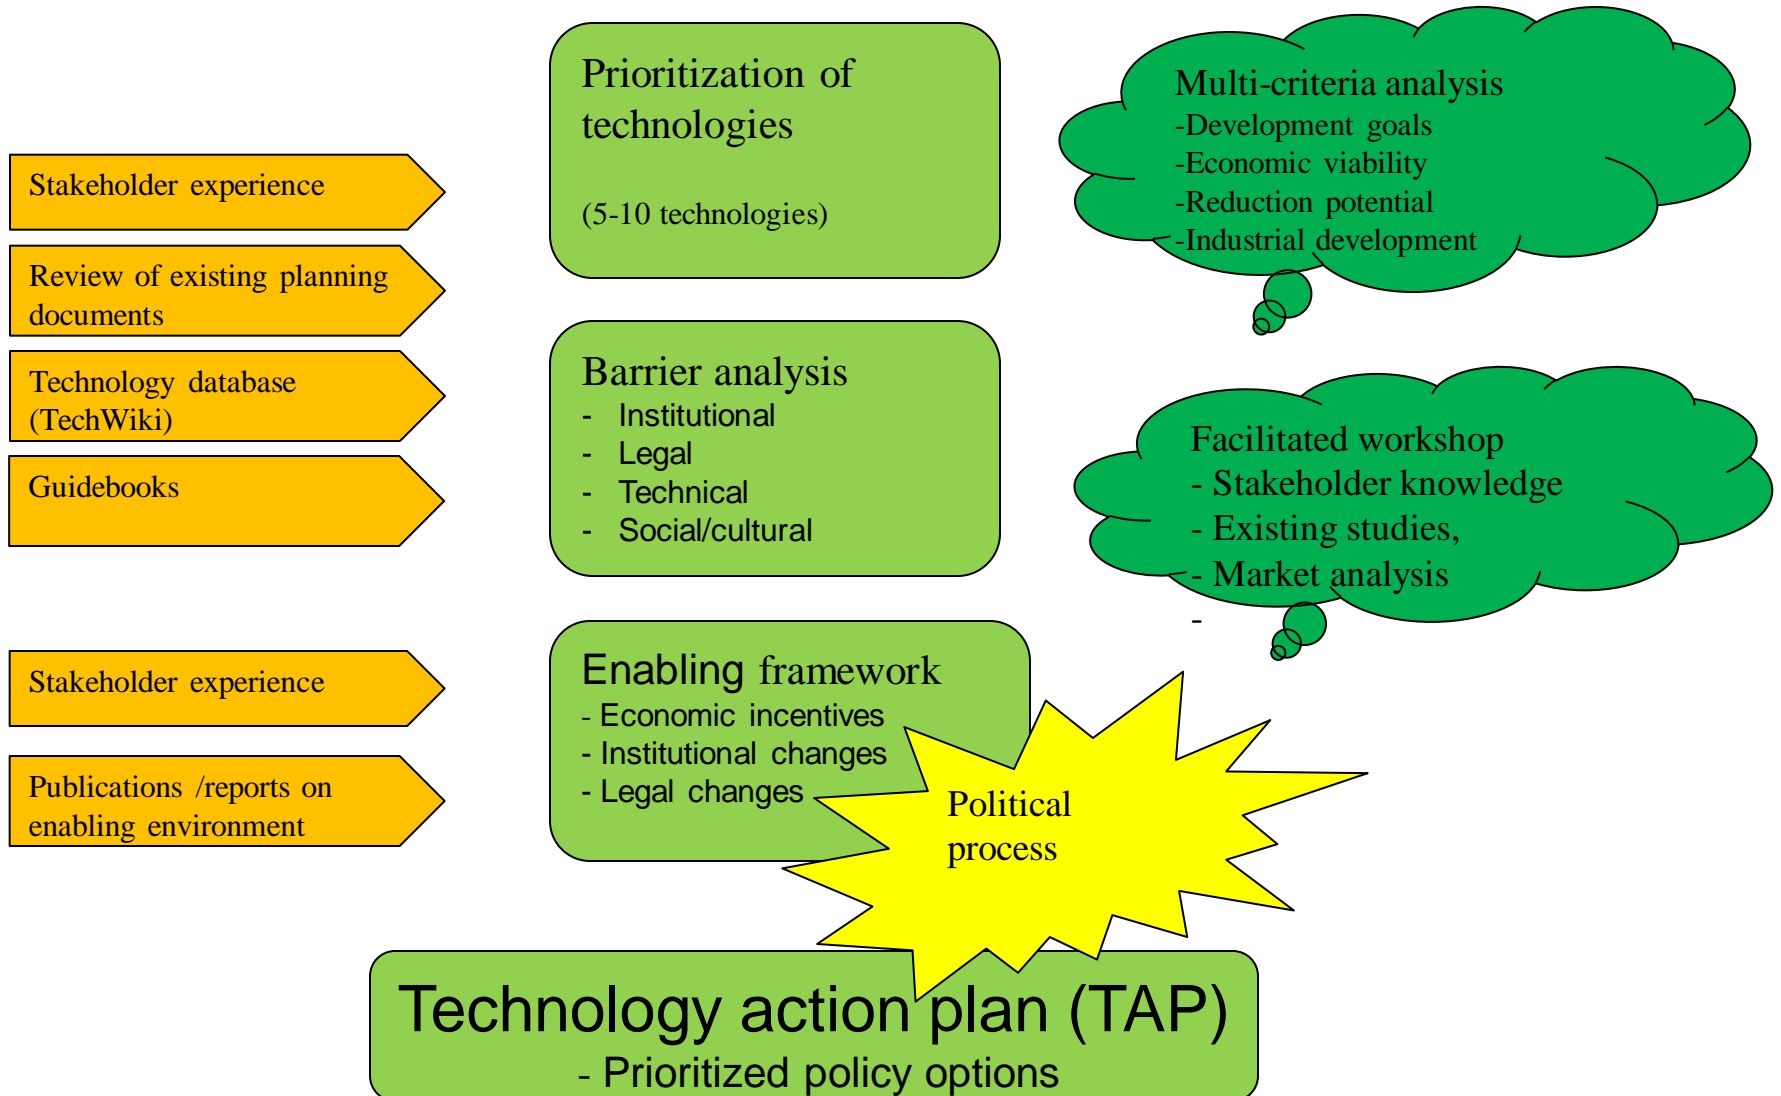 Prioritization of
technologies
(5-10 technologies)
Multi-criteria analysis
-Development goals
-Economic viability
-Reduction potential
-Industrial development
Stakeholder experience
Review of existing planning
documents
Technology database
(TechWiki)
Guidebooks
Barrier analysis
- Institutional
- Legal
- Technical
- Social/cultural
Facilitated workshop
- Stakeholder knowledge
- Existing studies,
- Market analysis
-
Stakeholder experience
Publications /reports on
enabling environment
Enabling framework
- Economic incentives
- Institutional changes
- Legal changes
Political
process
Technology action plan (TAP)
- Prioritized policy options